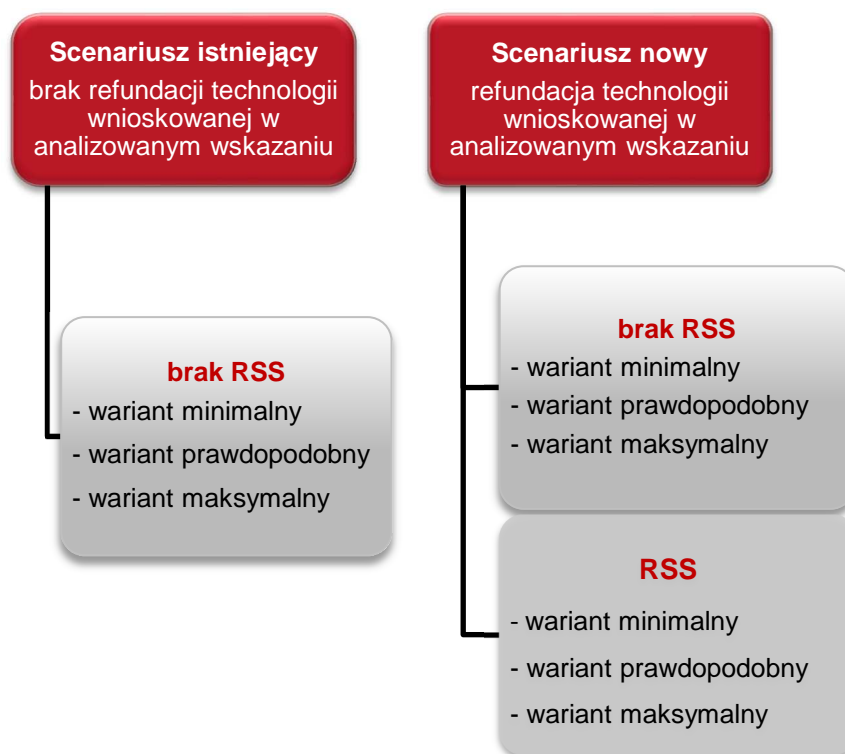 Scenariusz istniejący
brak refundacji technologii
wnioskowanej w
analizowanym wskazaniu
brak RSS
- wariant minimalny
- wariant prawdopodobny
- wariant maksymalny
Scenariusz nowy
refundacja technologii
wnioskowanej w
analizowanym wskazaniu
brak RSS
- wariant minimalny
- wariant prawdopodobny
- wariant maksymalny
RSS
- wariant minimalny
- wariant prawdopodobny
- wariant maksymalny